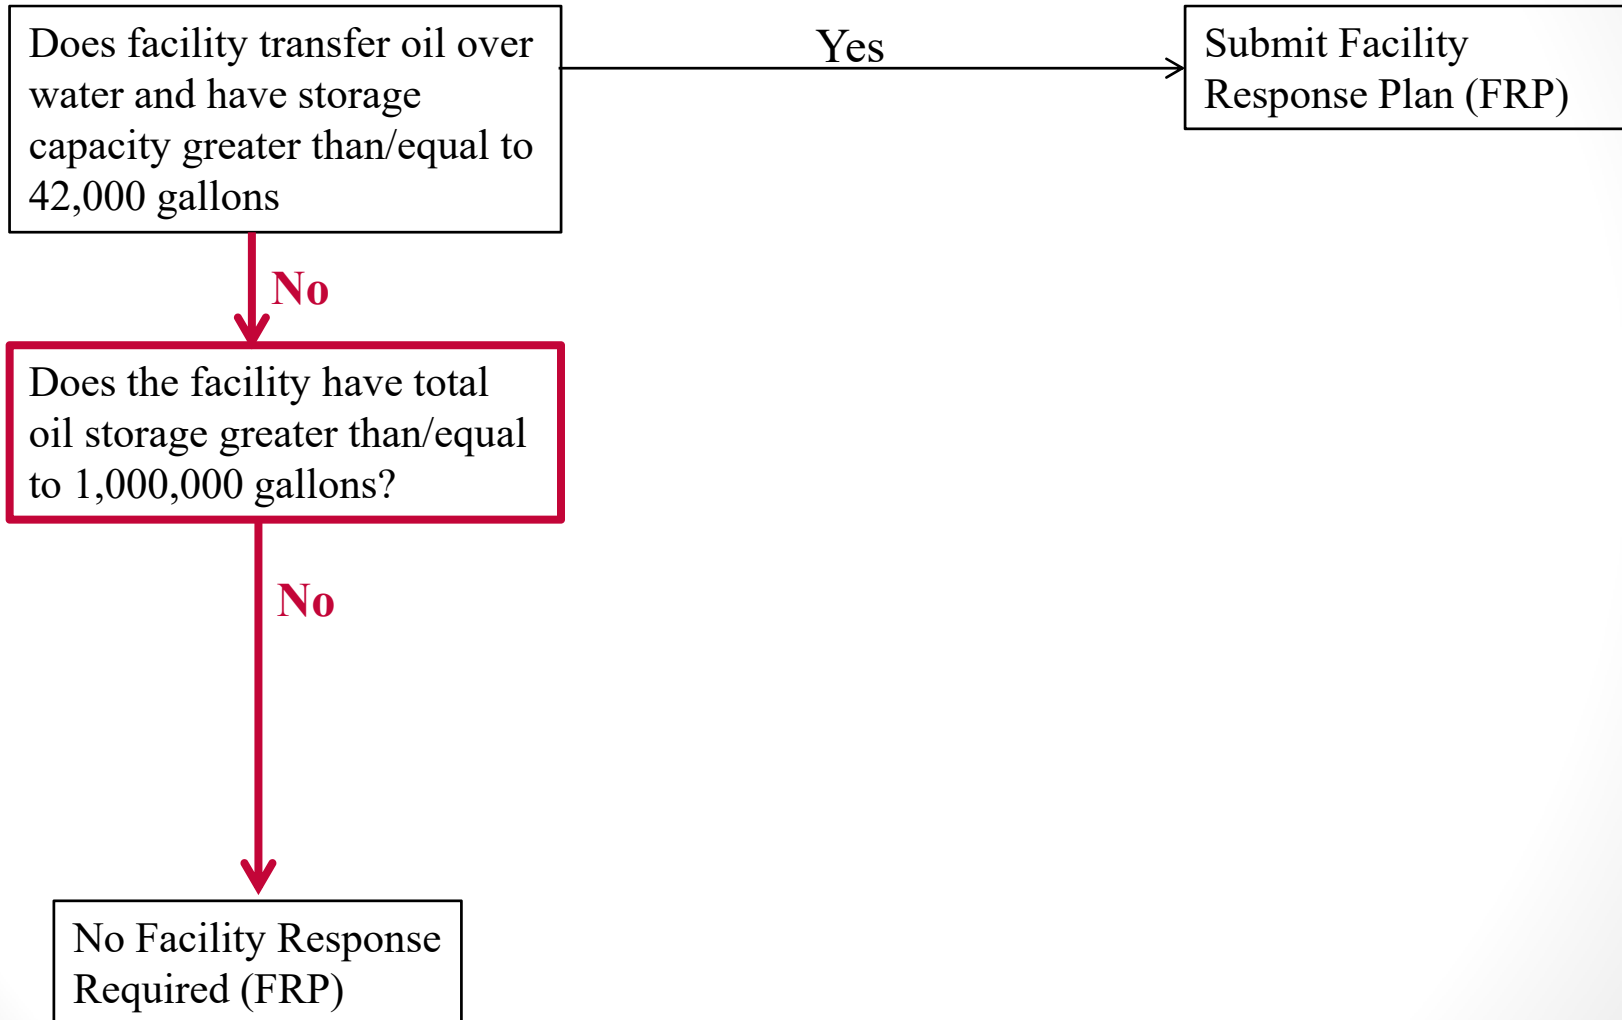 Does facility transfer oil over
water and have storage
capacity greater than/equal to
42,000 gallons
Yes
Submit Facility
Response Plan (FRP)
No
Does the facility have total
oil storage greater than/equal
to 1,000,000 gallons?
No
No Facility Response
Required (FRP)